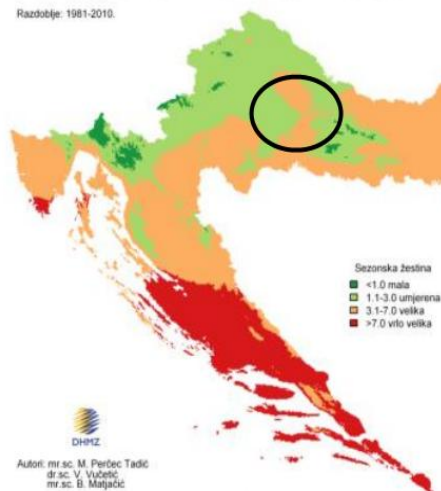 Razdoblje: 1981-2010.
Sezonska žestina
<1.0 mala
1.1-3.0 umjerena
3.1-7.0 velika
>7.0 vrlo velika
DHMZ
Autori: mr.sc. M. Perčec Tadić
dr.sc. V. Vučetić
mr.sc. B. Matjačić